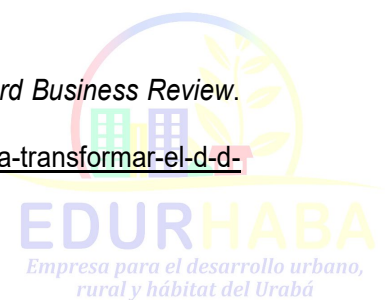 rd Business Review.
a-transformar-el-d-d-
EDURHABA
Empresa para el desarrollo urbano,
rural y hábitat del Urabá